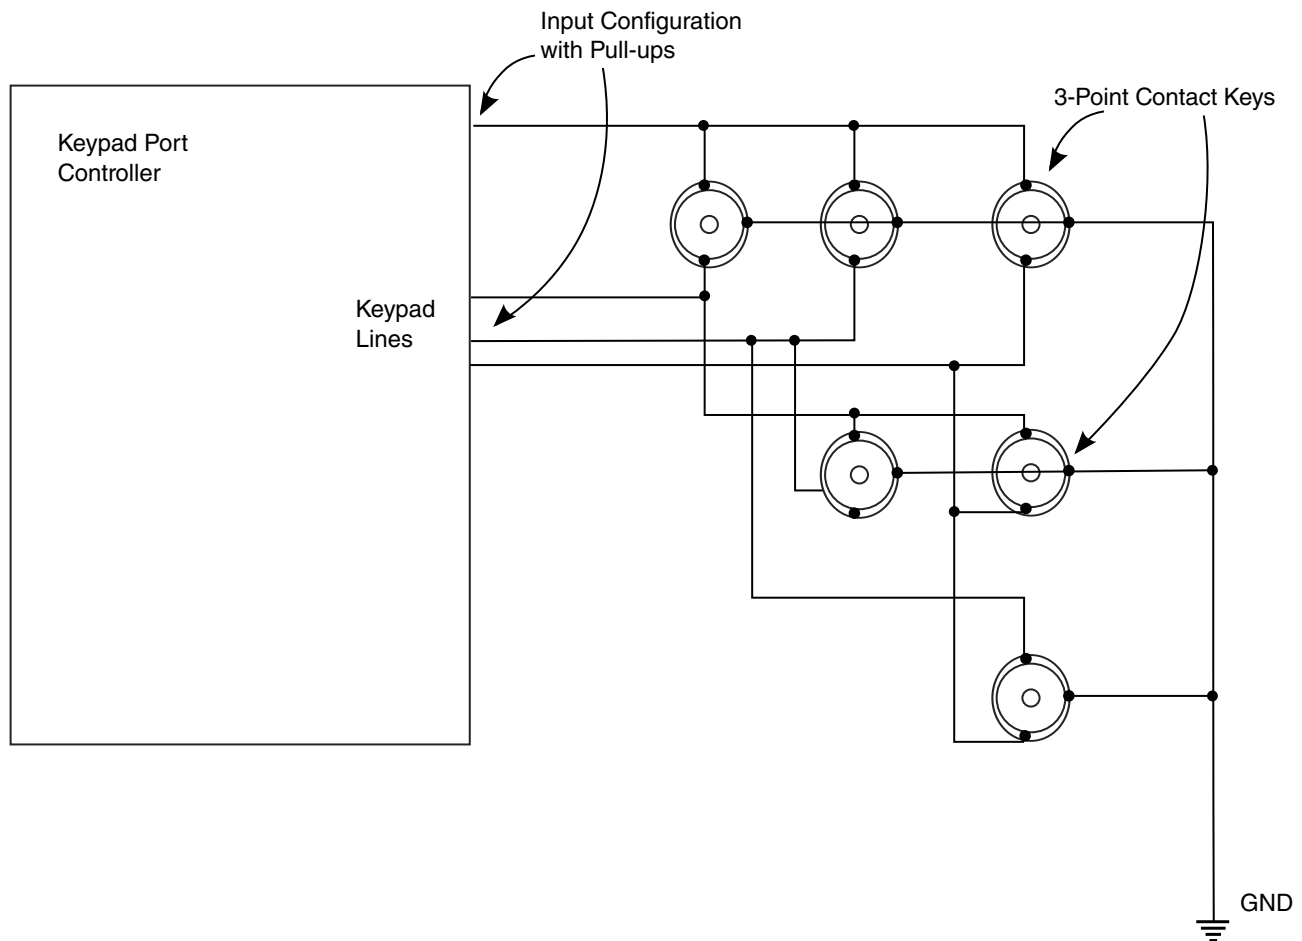 Input Configuration
with Pull-ups
3-Point Contact Keys
Keypad Port
Controller
Keypad
Lines
GND